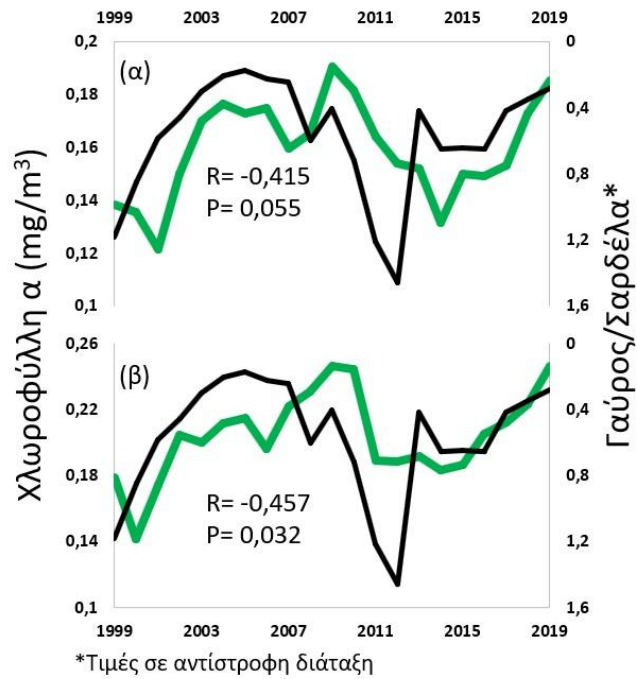 1999 2003 2007 2011 2015 2019
0,2 0
(α)
0,18 0,4
0,16 0,8
R= -0,415
P= 0,055
0,14
0,12 1,2
0,1 1,6
Χλωροφύλλη α (mg/m³)
Γαύρος/Σαρδέλα*
0,26 0
(β)
0,22 0,4
0,18 0,8
R= -0,457
P= 0,032
0,14 1,2
0,1 1,6
1999 2003 2007 2011 2015 2019
*Τιμές σε αντίστροφη διάταξη